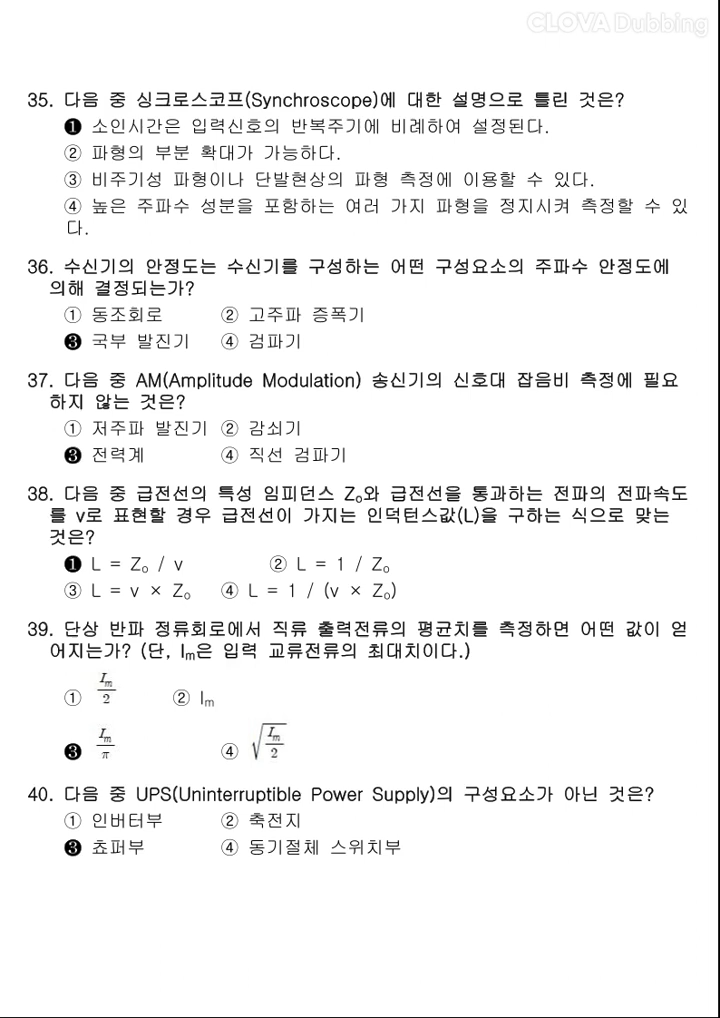 CLOVA Dubbing
35. 다음 중 싱크로스코프(Synchroscope)에 대한 설명으로 틀린 것은?
❶ 소인시간은 입력신호의 반복주기에 비례하여 설정된다.
② 파형의 부분 확대가 가능하다.
③ 비주기성 파형이나 단발현상의 파형 측정에 이용할 수 있다.
④ 높은 주파수 성분을 포함하는 여러 가지 파형을 정지시켜 측정할 수 있
다.
36. 수신기의 안정도는 수신기를 구성하는 어떤 구성요소의 주파수 안정도에
의해 결정되는가?
① 동조회로 ② 고주파 증폭기
❸ 국부 발진기 ④ 검파기
37. 다음 중 AM(Amplitude Modulation) 송신기의 신호대 잡음비 측정에 필요
하지 않는 것은?
① 저주파 발진기 ② 감쇠기
❸ 전력계 ④ 직선 검파기
38. 다음 중 급전선의 특성 임피던스 Zₒ와 급전선을 통과하는 전파의 전파속도
를 v로 표현할 경우 급전선이 가지는 인덕턴스값(L)을 구하는 식으로 맞는
것은?
❶ L = Zₒ / v ② L = 1 / Zₒ
③ L = v × Zₒ ④ L = 1 / (v × Zₒ)
39. 단상 반파 정류회로에서 직류 출력전류의 평균치를 측정하면 어떤 값이 얻
어지는가? (단, Iₘ은 입력 교류전류의 최대치이다.)
① Iₘ/2 ② Iₘ
❸ Iₘ/π ④ √(Iₘ/2)
40. 다음 중 UPS(Uninterruptible Power Supply)의 구성요소가 아닌 것은?
① 인버터부 ② 축전지
❸ 쵸퍼부 ④ 동기절체 스위치부